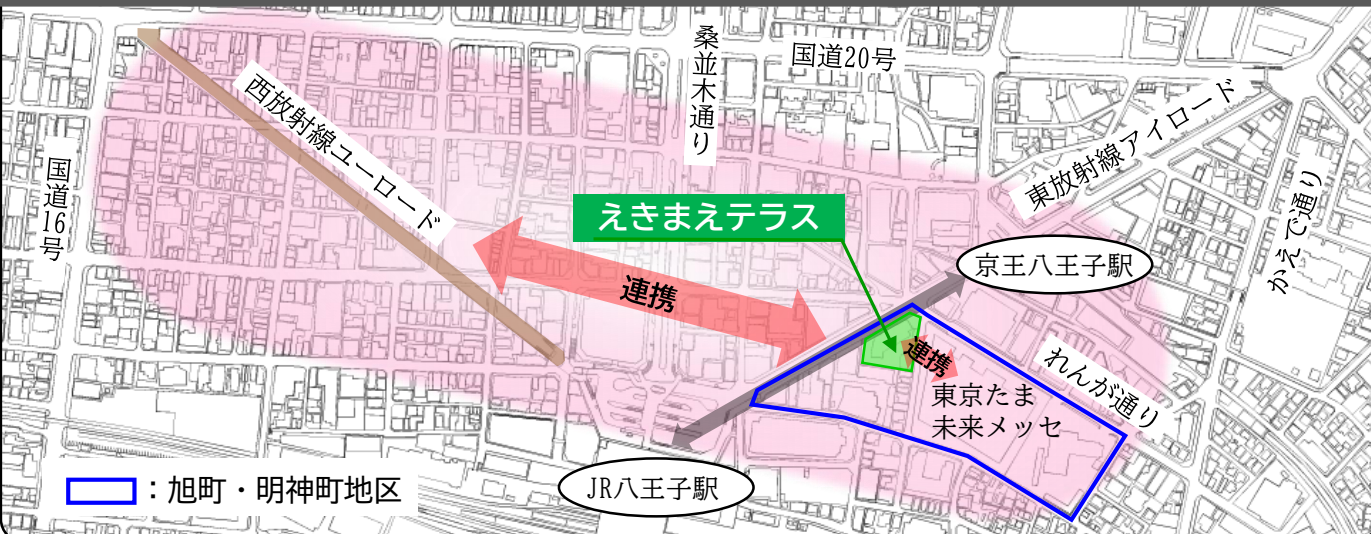 桑並木通り
国道20号
西放射線ユーロード
東放射線アイロード
国道16号
かえで通り
えきまえテラス
京王八王子駅
連携
連携
れんが通り
東京たま
未来メッセ
JR八王子駅
：旭町・明神町地区